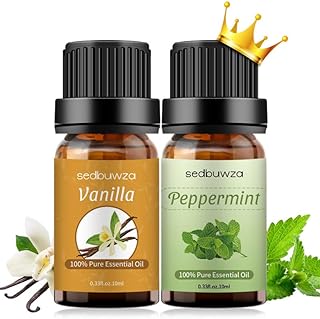 sedbuwza
Vanilla
100% Pure Essential Oil
0.33fl.oz.10ml
sedbuwza
Peppermint
100% Pure Essential Oil
0.33fl.oz.10ml